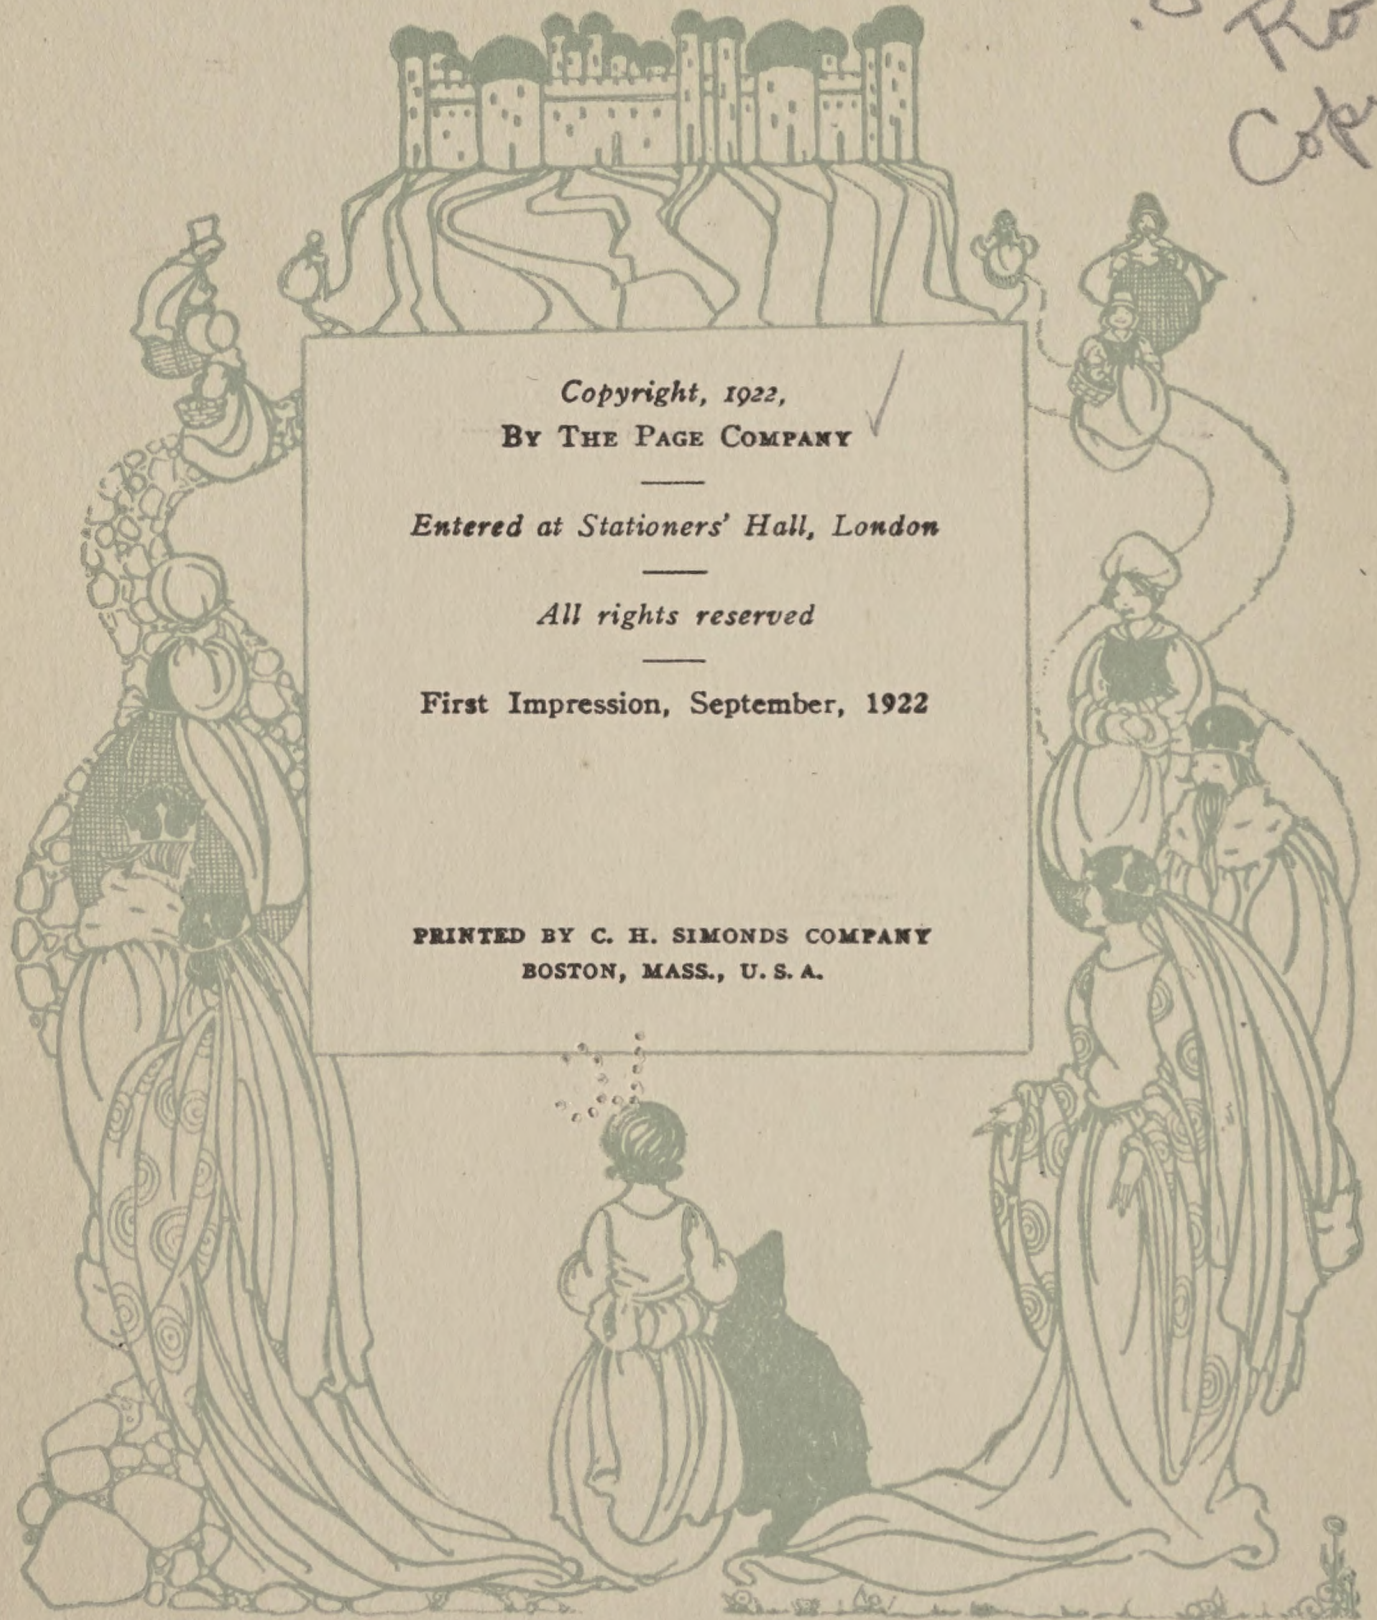 Copyright, 1922,
BY THE PAGE COMPANY
Entered at Stationers' Hall, London
All rights reserved
First Impression, September, 1922
PRINTED BY C. H. SIMONDS COMPANY
BOSTON, MASS., U. S. A.